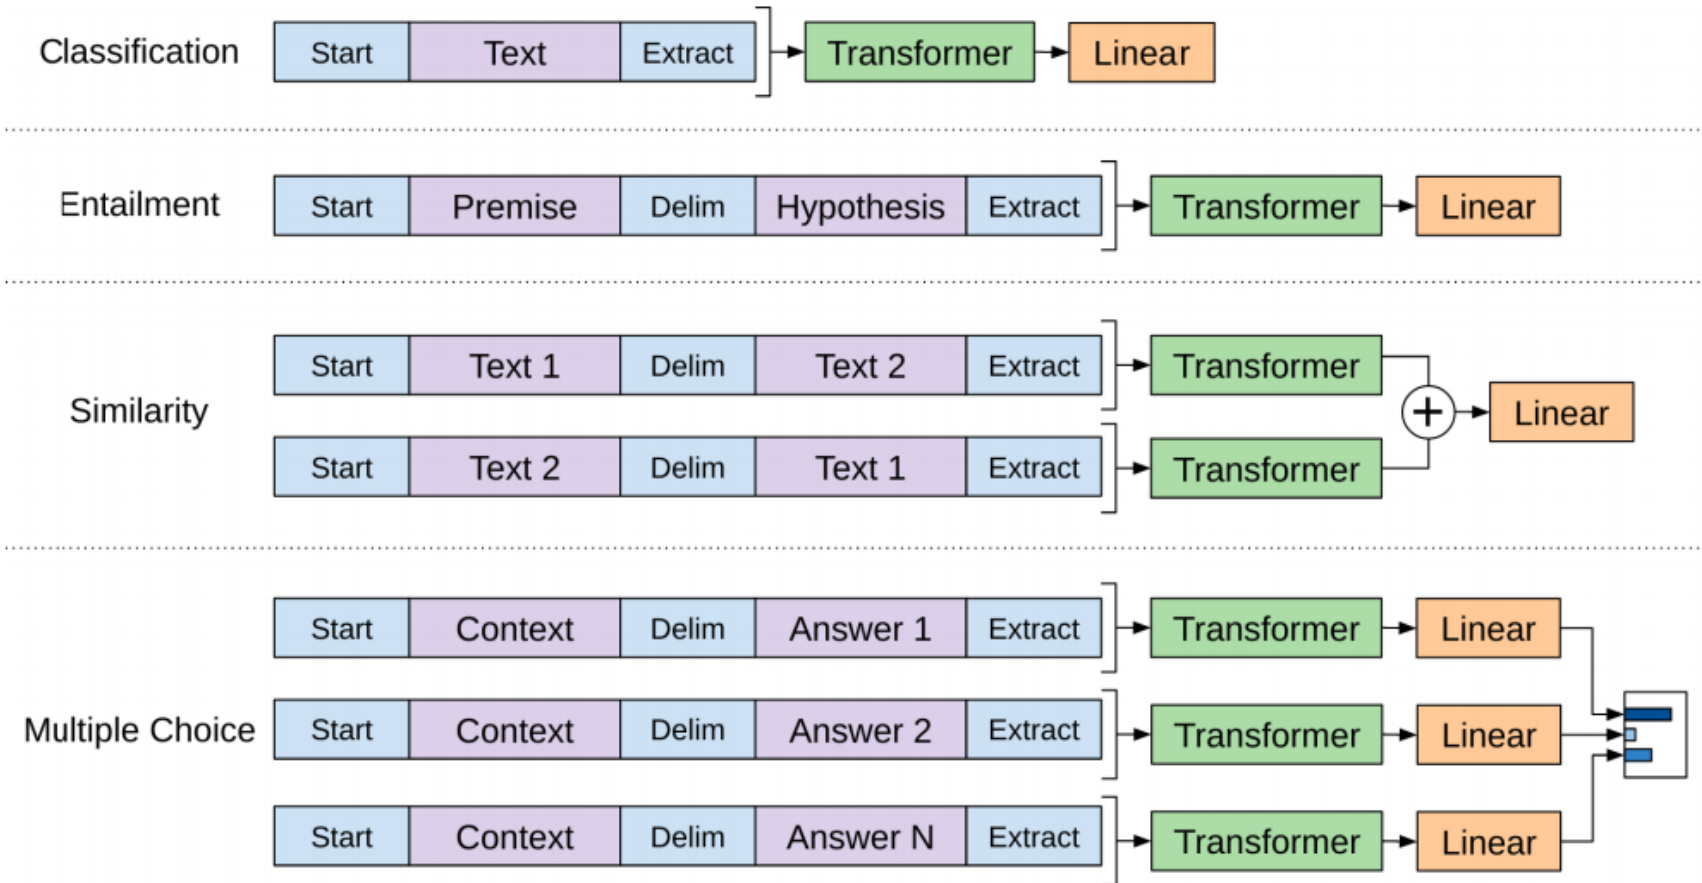 Classification Start Text Extract Transformer Linear
Entailment Start Premise Delim Hypothesis Extract Transformer Linear
Start Text 1 Delim Text 2 Extract Transformer
Similarity + Linear
Start Text 2 Delim Text 1 Extract Transformer
Start Context Delim Answer 1 Extract Transformer Linear
Multiple Choice Start Context Delim Answer 2 Extract Transformer Linear
Start Context Delim Answer N Extract Transformer Linear